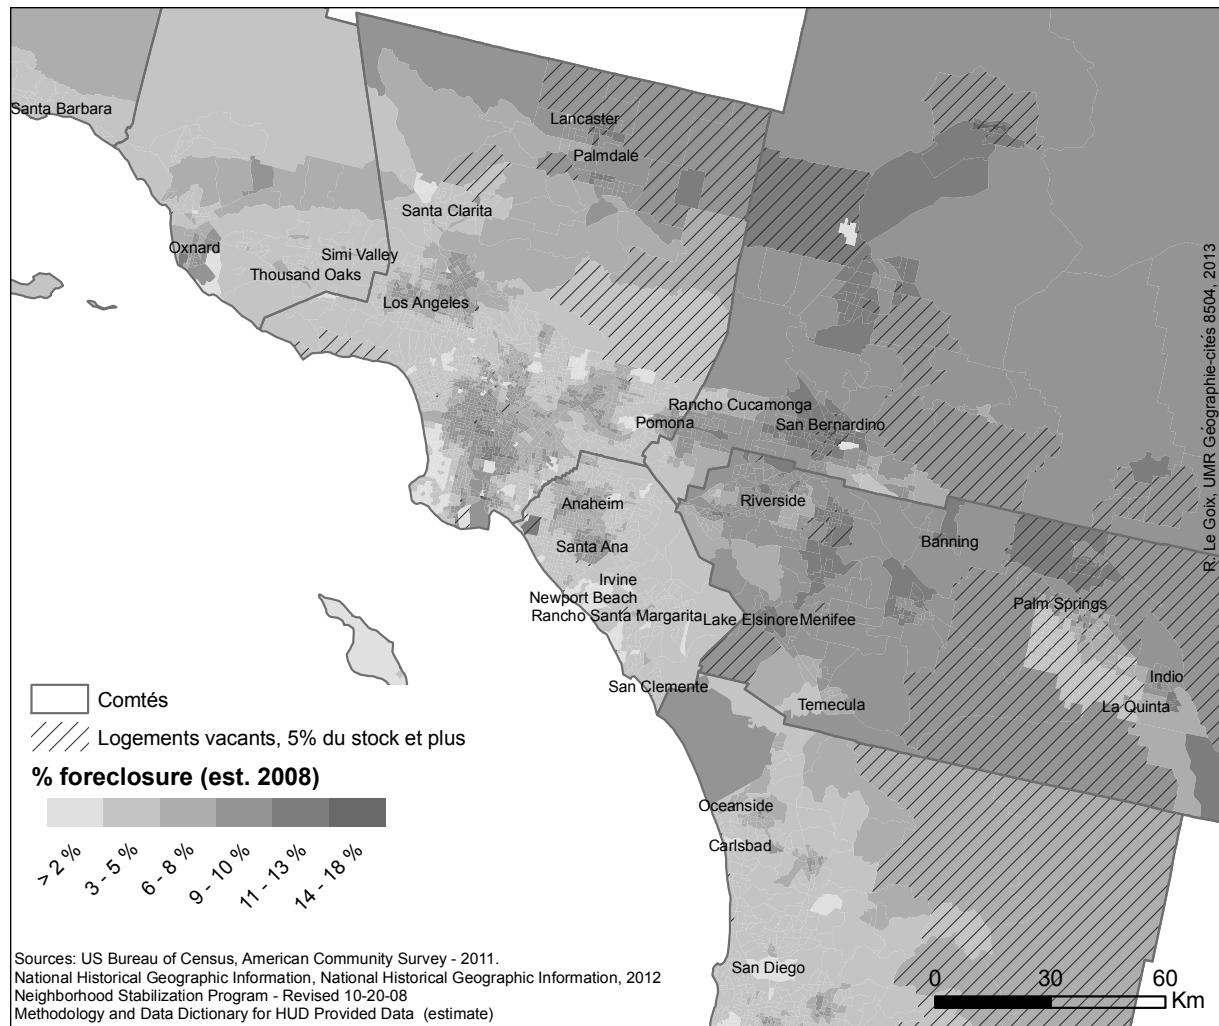 Santa Barbara
Lancaster
Palmdale
Santa Clarita
Oxnard
Simi Valley
Thousand Oaks
Los Angeles
Rancho Cucamonga
Pomona
San Bernardino
Anaheim
Riverside
Santa Ana
Banning
Irvine
Newport Beach
Palm Springs
Rancho Santa Margarita
Lake Elsinore
Menifee
San Clemente
Temecula
Indio
La Quinta
Oceanside
Carlsbad
San Diego
R. Le Goix, UMR Géographie-cités 8504, 2013
Comtés
Logements vacants, 5% du stock et plus
% foreclosure (est. 2008)
> 2 %
3 - 5 %
6 - 8 %
9 - 10 %
11 - 13 %
14 - 18 %
Sources: US Bureau of Census, American Community Survey - 2011.
National Historical Geographic Information, National Historical Geographic Information, 2012
Neighborhood Stabilization Program - Revised 10-20-08
Methodology and Data Dictionary for HUD Provided Data (estimate)
0 30 60
Km